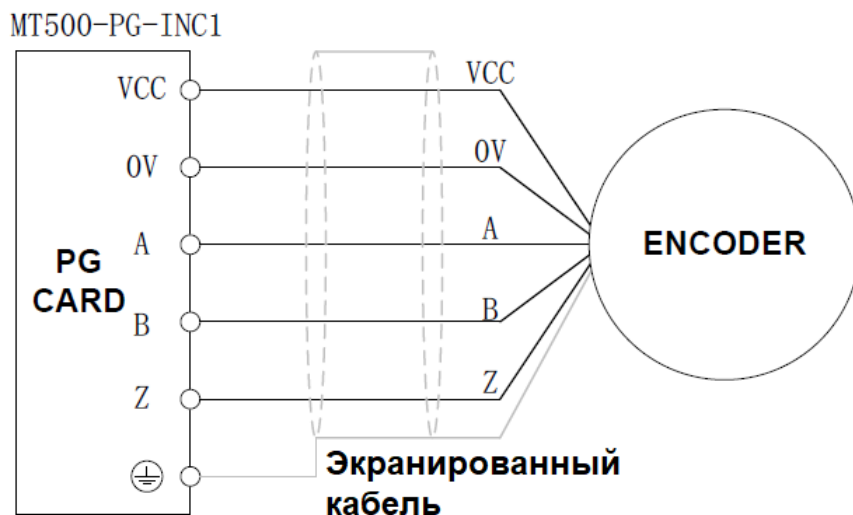 MT500-PG-INC1
VCC
VCC
0V
0V
A
A
PG
CARD
ENCODER
B
B
Z
Z
Экранированный
кабель